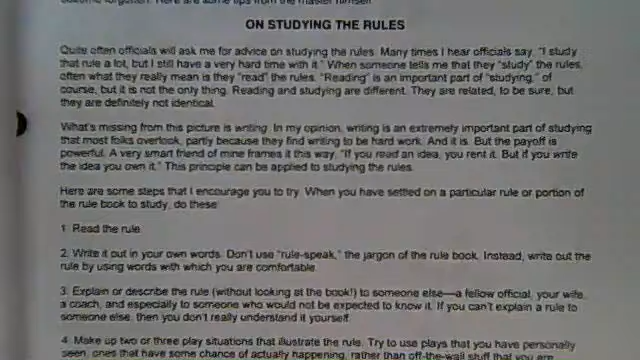 become forgotten. Here are some tips from the master himself.
ON STUDYING THE RULES
Quite often officials will ask me for advice on studying the rules. Many times I hear officials say, "I study
that rule a lot, but I still have a very hard time with it." When someone tells me that they "study" the rules,
often what they really mean is they "read" the rules. "Reading" is an important part of "studying," of
course, but it is not the only thing. Reading and studying are different. They are related, to be sure, but
they are definitely not identical.
What's missing from this picture is writing. In my opinion, writing is an extremely important part of studying
that most folks overlook, partly because they find writing to be hard work. And it is. But the payoff is
powerful. A very smart friend of mine frames it this way, "If you read an idea, you rent it. But if you write
the idea you own it." This principle can be applied to studying the rules.
Here are some steps that I encourage you to try. When you have settled on a particular rule or portion of
the rule book to study, do these:
1. Read the rule.
2. Write it out in your own words. Don't use "rule-speak," the jargon of the rule book. Instead, write out the
rule by using words with which you are comfortable.
3. Explain or describe the rule (without looking at the book!) to someone else—a fellow official, your wife,
a coach, and especially to someone who would not be expected to know it. If you can't explain a rule to
someone else, then you don't really understand it yourself.
4. Make up two or three play situations that illustrate the rule. Try to use plays that you have personally
seen, ones that have some chance of actually happening, rather than off-the-wall stuff that you are